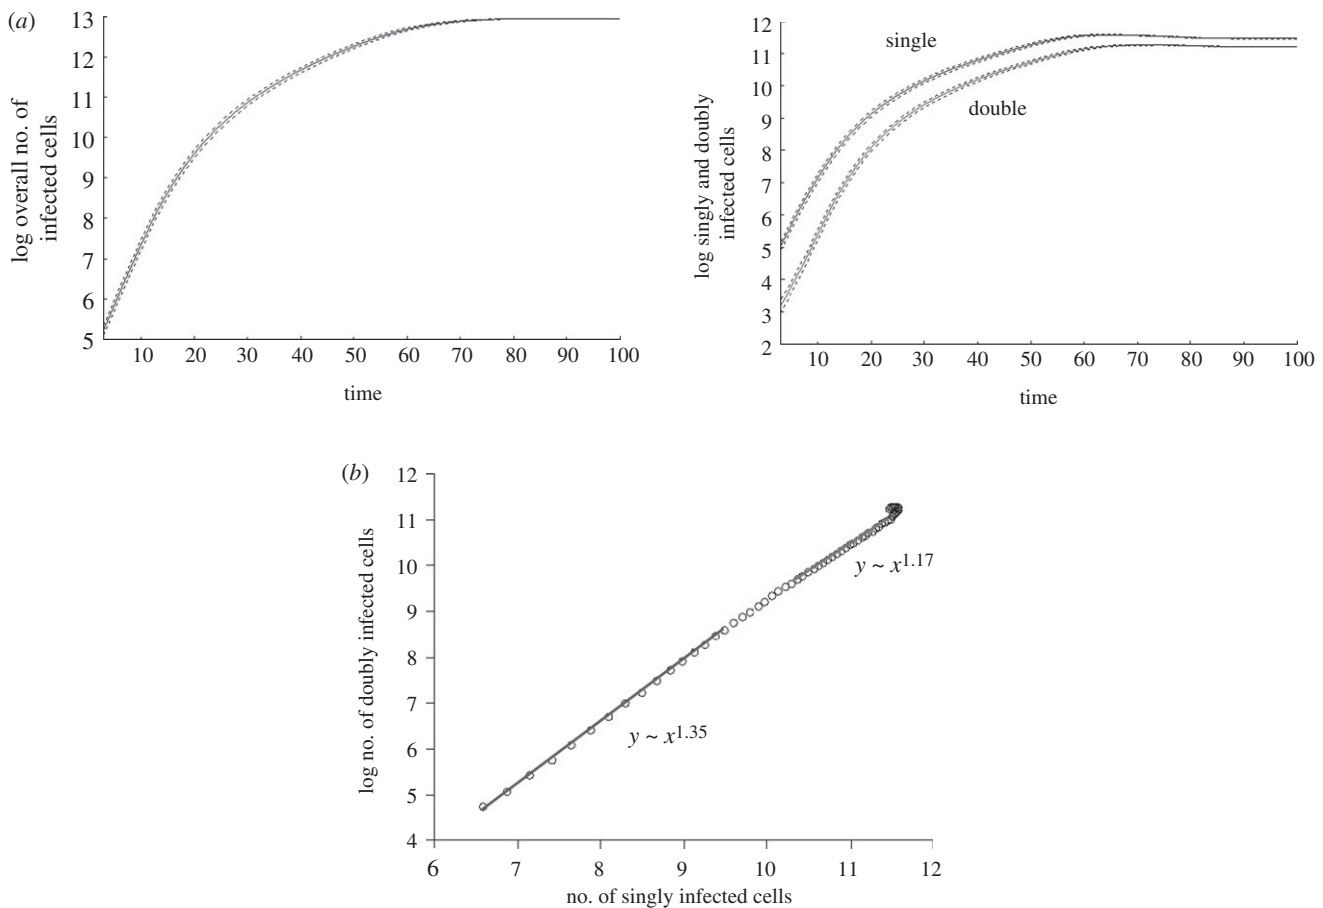 (a)
13
12
11
10
9
8
7
6
5
log overall no. of
infected cells
10 20 30 40 50 60 70 80 90 100
time
12
11
10
9
8
7
6
5
4
3
2
log singly and doubly
infected cells
single
double
10 20 30 40 50 60 70 80 90 100
time
(b)
12
11
10
9
8
7
6
5
4
log no. of doubly infected cells
y ~ x^1.17
y ~ x^1.35
6 7 8 9 10 11 12
no. of singly infected cells